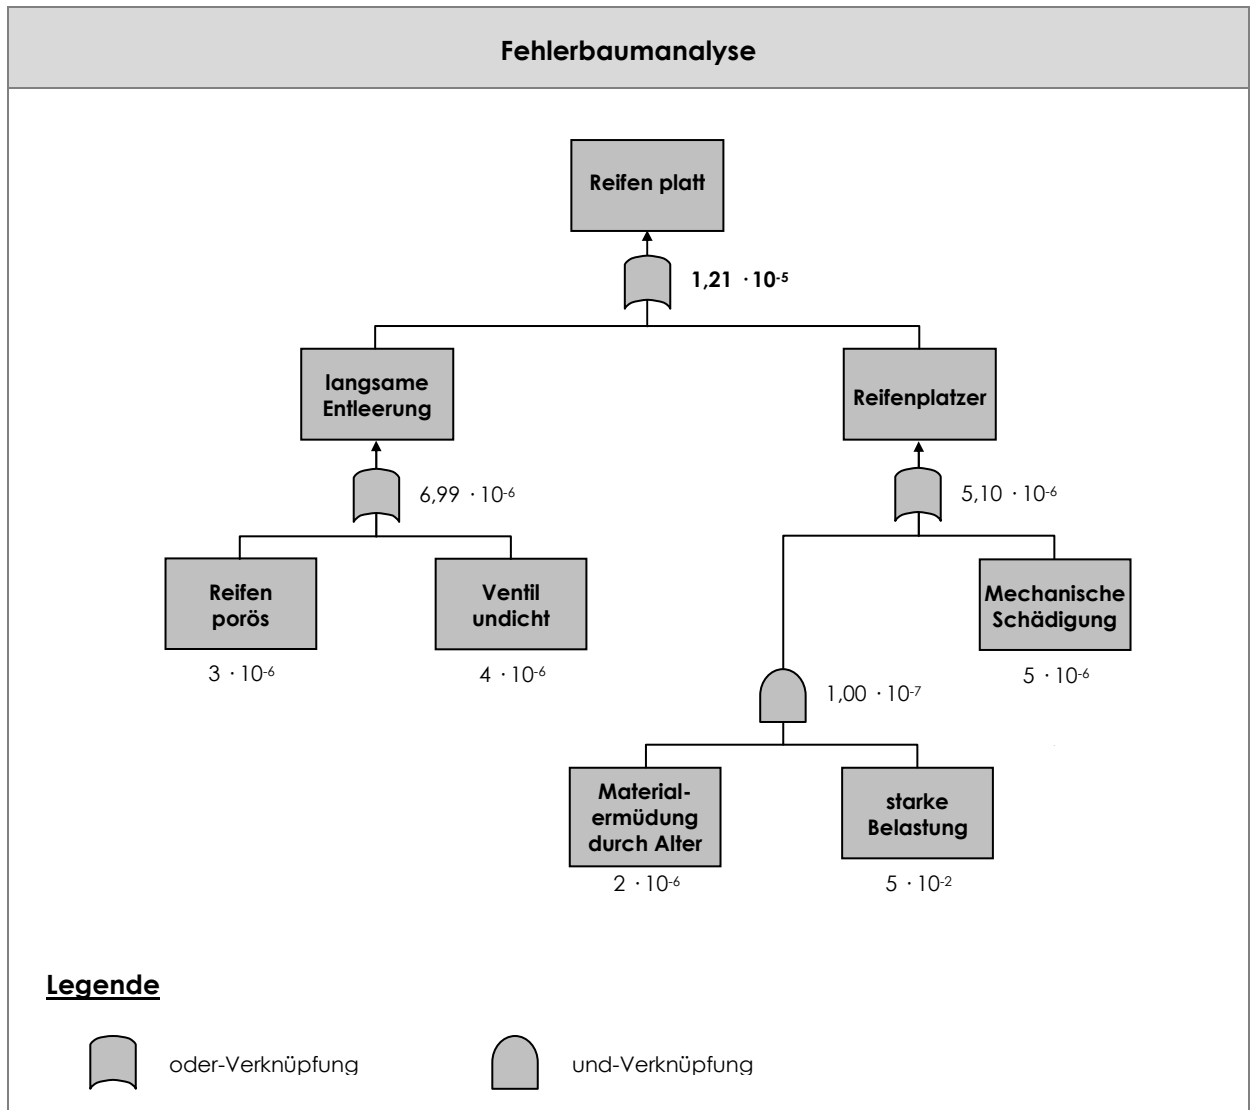 Fehlerbaumanalyse
Reifen platt
1,21 · 10-5
langsame
Entleerung
Reifenplatzer
6,99 · 10-6
5,10 · 10-6
Reifen
porös
Ventil
undicht
Mechanische
Schädigung
3 · 10-6
4 · 10-6
5 · 10-6
1,00 · 10-7
Material-
ermüdung
durch Alter
starke
Belastung
2 · 10-6
5 · 10-2
Legende
oder-Verknüpfung
und-Verknüpfung